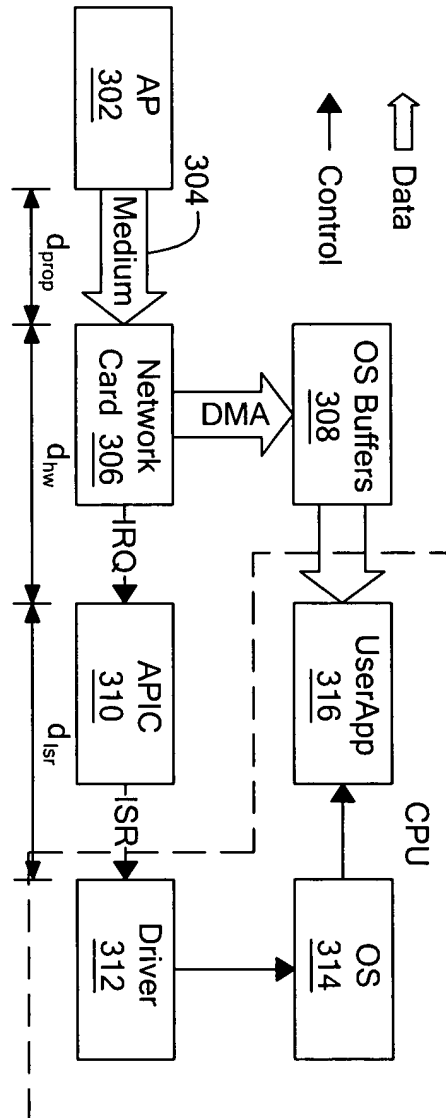 Data
Control
AP
302
304
Medium
Network
Card 306
DMA
OS Buffers
308
IRQ
APIC
310
ISR
Driver
312
OS
314
UserApp
316
CPU
d_prop
d_hw
d_Isr